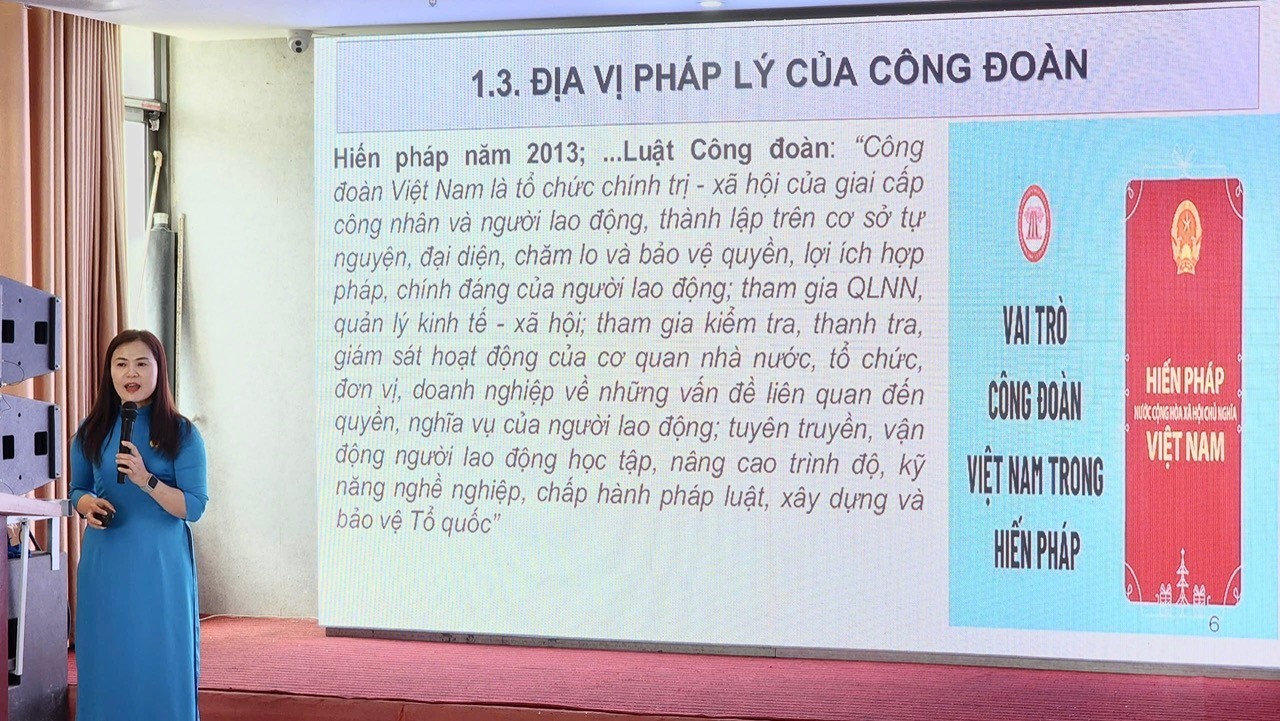 1.3. ĐỊA VỊ PHÁP LÝ CỦA CÔNG ĐOÀN
Hiến pháp năm 2013; ...Luật Công đoàn: “Công
đoàn Việt Nam là tổ chức chính trị - xã hội của giai cấp
công nhân và người lao động, thành lập trên cơ sở tự
nguyện, đại diện, chăm lo và bảo vệ quyền, lợi ích hợp
pháp, chính đáng của người lao động; tham gia QLNN,
quản lý kinh tế - xã hội; tham gia kiểm tra, thanh tra,
giám sát hoạt động của cơ quan nhà nước, tổ chức,
đơn vị, doanh nghiệp về những vấn đề liên quan đến
quyền, nghĩa vụ của người lao động; tuyên truyền, vận
động người lao động học tập, nâng cao trình độ, kỹ
năng nghề nghiệp, chấp hành pháp luật, xây dựng và
bảo vệ Tổ quốc”
VAI TRÒ
CÔNG ĐOÀN
VIỆT NAM TRONG
HIẾN PHÁP
HIẾN PHÁP
NƯỚC CỘNG HÒA XÃ HỘI CHỦ NGHĨA
VIỆT NAM
6